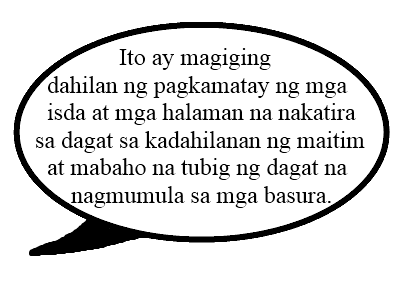 Ito ay magiging
dahilan ng pagkamatay ng mga
isda at mga halaman na nakatira
sa dagat sa kadahilanan ng maitim
at mabaho na tubig ng dagat na
nagmumula sa mga basura.